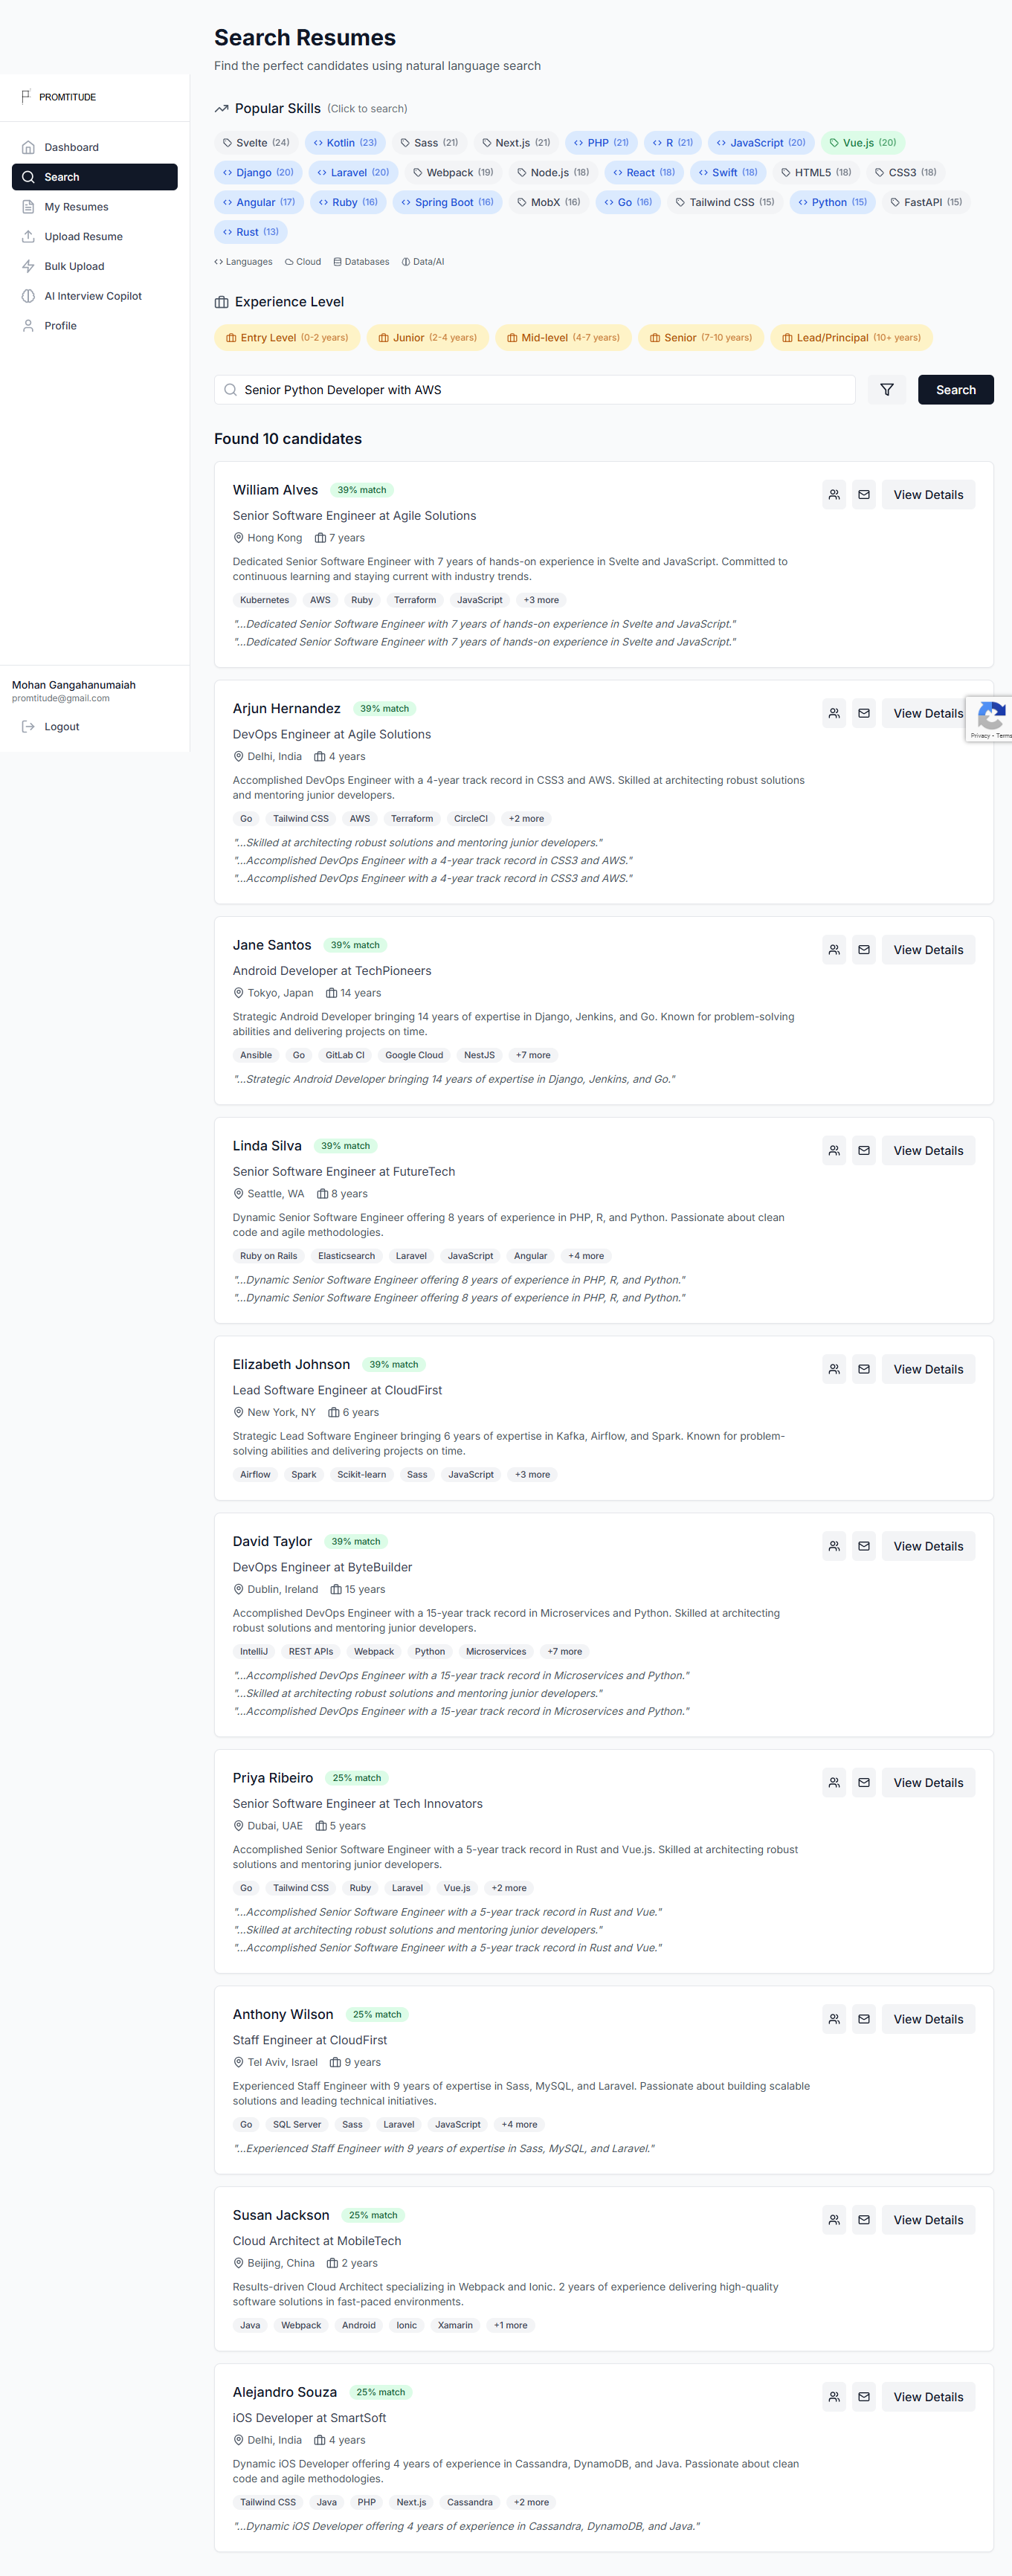 Search Resumes
Find the perfect candidates using natural language search
PROMTITUDE
Dashboard
Search
My Resumes
Upload Resume
Bulk Upload
AI Interview Copilot
Profile
Mohan Gangahanumaiah
promtitude@gmail.com
Logout
Popular Skills (Click to search)
Svelte (24) Kotlin (23) Sass (21) Next.js (21) PHP (21) R (21) JavaScript (20) Vue.js (20)
Django (20) Laravel (20) Webpack (19) Node.js (18) React (18) Swift (18) HTML5 (18) CSS3 (18)
Angular (17) Ruby (16) Spring Boot (16) MobX (16) Go (16) Tailwind CSS (15) Python (15) FastAPI (15)
Rust (13)
Languages Cloud Databases Data/AI
Experience Level
Entry Level (0-2 years) Junior (2-4 years) Mid-level (4-7 years) Senior (7-10 years) Lead/Principal (10+ years)
Senior Python Developer with AWS Search
Found 10 candidates
William Alves 39% match View Details
Senior Software Engineer at Agile Solutions
Hong Kong 7 years
Dedicated Senior Software Engineer with 7 years of hands-on experience in Svelte and JavaScript. Committed to
continuous learning and staying current with industry trends.
Kubernetes AWS Ruby Terraform JavaScript +3 more
"...Dedicated Senior Software Engineer with 7 years of hands-on experience in Svelte and JavaScript."
"...Dedicated Senior Software Engineer with 7 years of hands-on experience in Svelte and JavaScript."
Arjun Hernandez 39% match View Details
Privacy - Terms
DevOps Engineer at Agile Solutions
Delhi, India 4 years
Accomplished DevOps Engineer with a 4-year track record in CSS3 and AWS. Skilled at architecting robust solutions
and mentoring junior developers.
Go Tailwind CSS AWS Terraform CircleCI +2 more
"...Skilled at architecting robust solutions and mentoring junior developers."
"...Accomplished DevOps Engineer with a 4-year track record in CSS3 and AWS."
"...Accomplished DevOps Engineer with a 4-year track record in CSS3 and AWS."
Jane Santos 39% match View Details
Android Developer at TechPioneers
Tokyo, Japan 14 years
Strategic Android Developer bringing 14 years of expertise in Django, Jenkins, and Go. Known for problem-solving
abilities and delivering projects on time.
Ansible Go GitLab CI Google Cloud NestJS +7 more
"...Strategic Android Developer bringing 14 years of expertise in Django, Jenkins, and Go."
Linda Silva 39% match View Details
Senior Software Engineer at FutureTech
Seattle, WA 8 years
Dynamic Senior Software Engineer offering 8 years of experience in PHP, R, and Python. Passionate about clean
code and agile methodologies.
Ruby on Rails Elasticsearch Laravel JavaScript Angular +4 more
"...Dynamic Senior Software Engineer offering 8 years of experience in PHP, R, and Python."
"...Dynamic Senior Software Engineer offering 8 years of experience in PHP, R, and Python."
Elizabeth Johnson 39% match View Details
Lead Software Engineer at CloudFirst
New York, NY 6 years
Strategic Lead Software Engineer bringing 6 years of expertise in Kafka, Airflow, and Spark. Known for problem-
solving abilities and delivering projects on time.
Airflow Spark Scikit-learn Sass JavaScript +3 more
David Taylor 39% match View Details
DevOps Engineer at ByteBuilder
Dublin, Ireland 15 years
Accomplished DevOps Engineer with a 15-year track record in Microservices and Python. Skilled at architecting
robust solutions and mentoring junior developers.
IntelliJ REST APIs Webpack Python Microservices +7 more
"...Accomplished DevOps Engineer with a 15-year track record in Microservices and Python."
"...Skilled at architecting robust solutions and mentoring junior developers."
"...Accomplished DevOps Engineer with a 15-year track record in Microservices and Python."
Priya Ribeiro 25% match View Details
Senior Software Engineer at Tech Innovators
Dubai, UAE 5 years
Accomplished Senior Software Engineer with a 5-year track record in Rust and Vue.js. Skilled at architecting robust
solutions and mentoring junior developers.
Go Tailwind CSS Ruby Laravel Vue.js +2 more
"...Accomplished Senior Software Engineer with a 5-year track record in Rust and Vue."
"...Skilled at architecting robust solutions and mentoring junior developers."
"...Accomplished Senior Software Engineer with a 5-year track record in Rust and Vue."
Anthony Wilson 25% match View Details
Staff Engineer at CloudFirst
Tel Aviv, Israel 9 years
Experienced Staff Engineer with 9 years of expertise in Sass, MySQL, and Laravel. Passionate about building scalable
solutions and leading technical initiatives.
Go SQL Server Sass Laravel JavaScript +4 more
"...Experienced Staff Engineer with 9 years of expertise in Sass, MySQL, and Laravel."
Susan Jackson 25% match View Details
Cloud Architect at MobileTech
Beijing, China 2 years
Results-driven Cloud Architect specializing in Webpack and Ionic. 2 years of experience delivering high-quality
software solutions in fast-paced environments.
Java Webpack Android Ionic Xamarin +1 more
Alejandro Souza 25% match View Details
iOS Developer at SmartSoft
Delhi, India 4 years
Dynamic iOS Developer offering 4 years of experience in Cassandra, DynamoDB, and Java. Passionate about clean
code and agile methodologies.
Tailwind CSS Java PHP Next.js Cassandra +2 more
"...Dynamic iOS Developer offering 4 years of experience in Cassandra, DynamoDB, and Java."